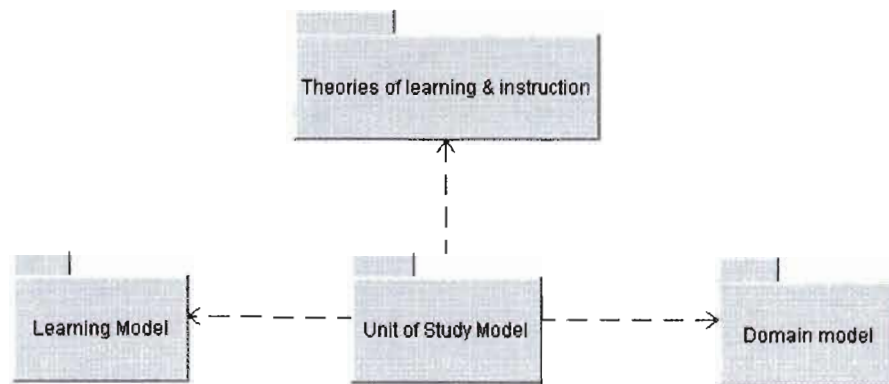 Theories of learning & instruction
Learning Model
Unit of Study Model
Domain model